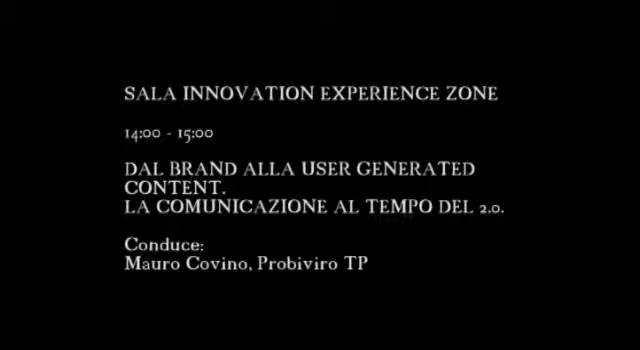 SALA INNOVATION EXPERIENCE ZONE
14:00 - 15:00
DAL BRAND ALLA USER GENERATED
CONTENT.
LA COMUNICAZIONE AL TEMPO DEL 2.0.
Conduce:
Mauro Covino, Probiviro TP